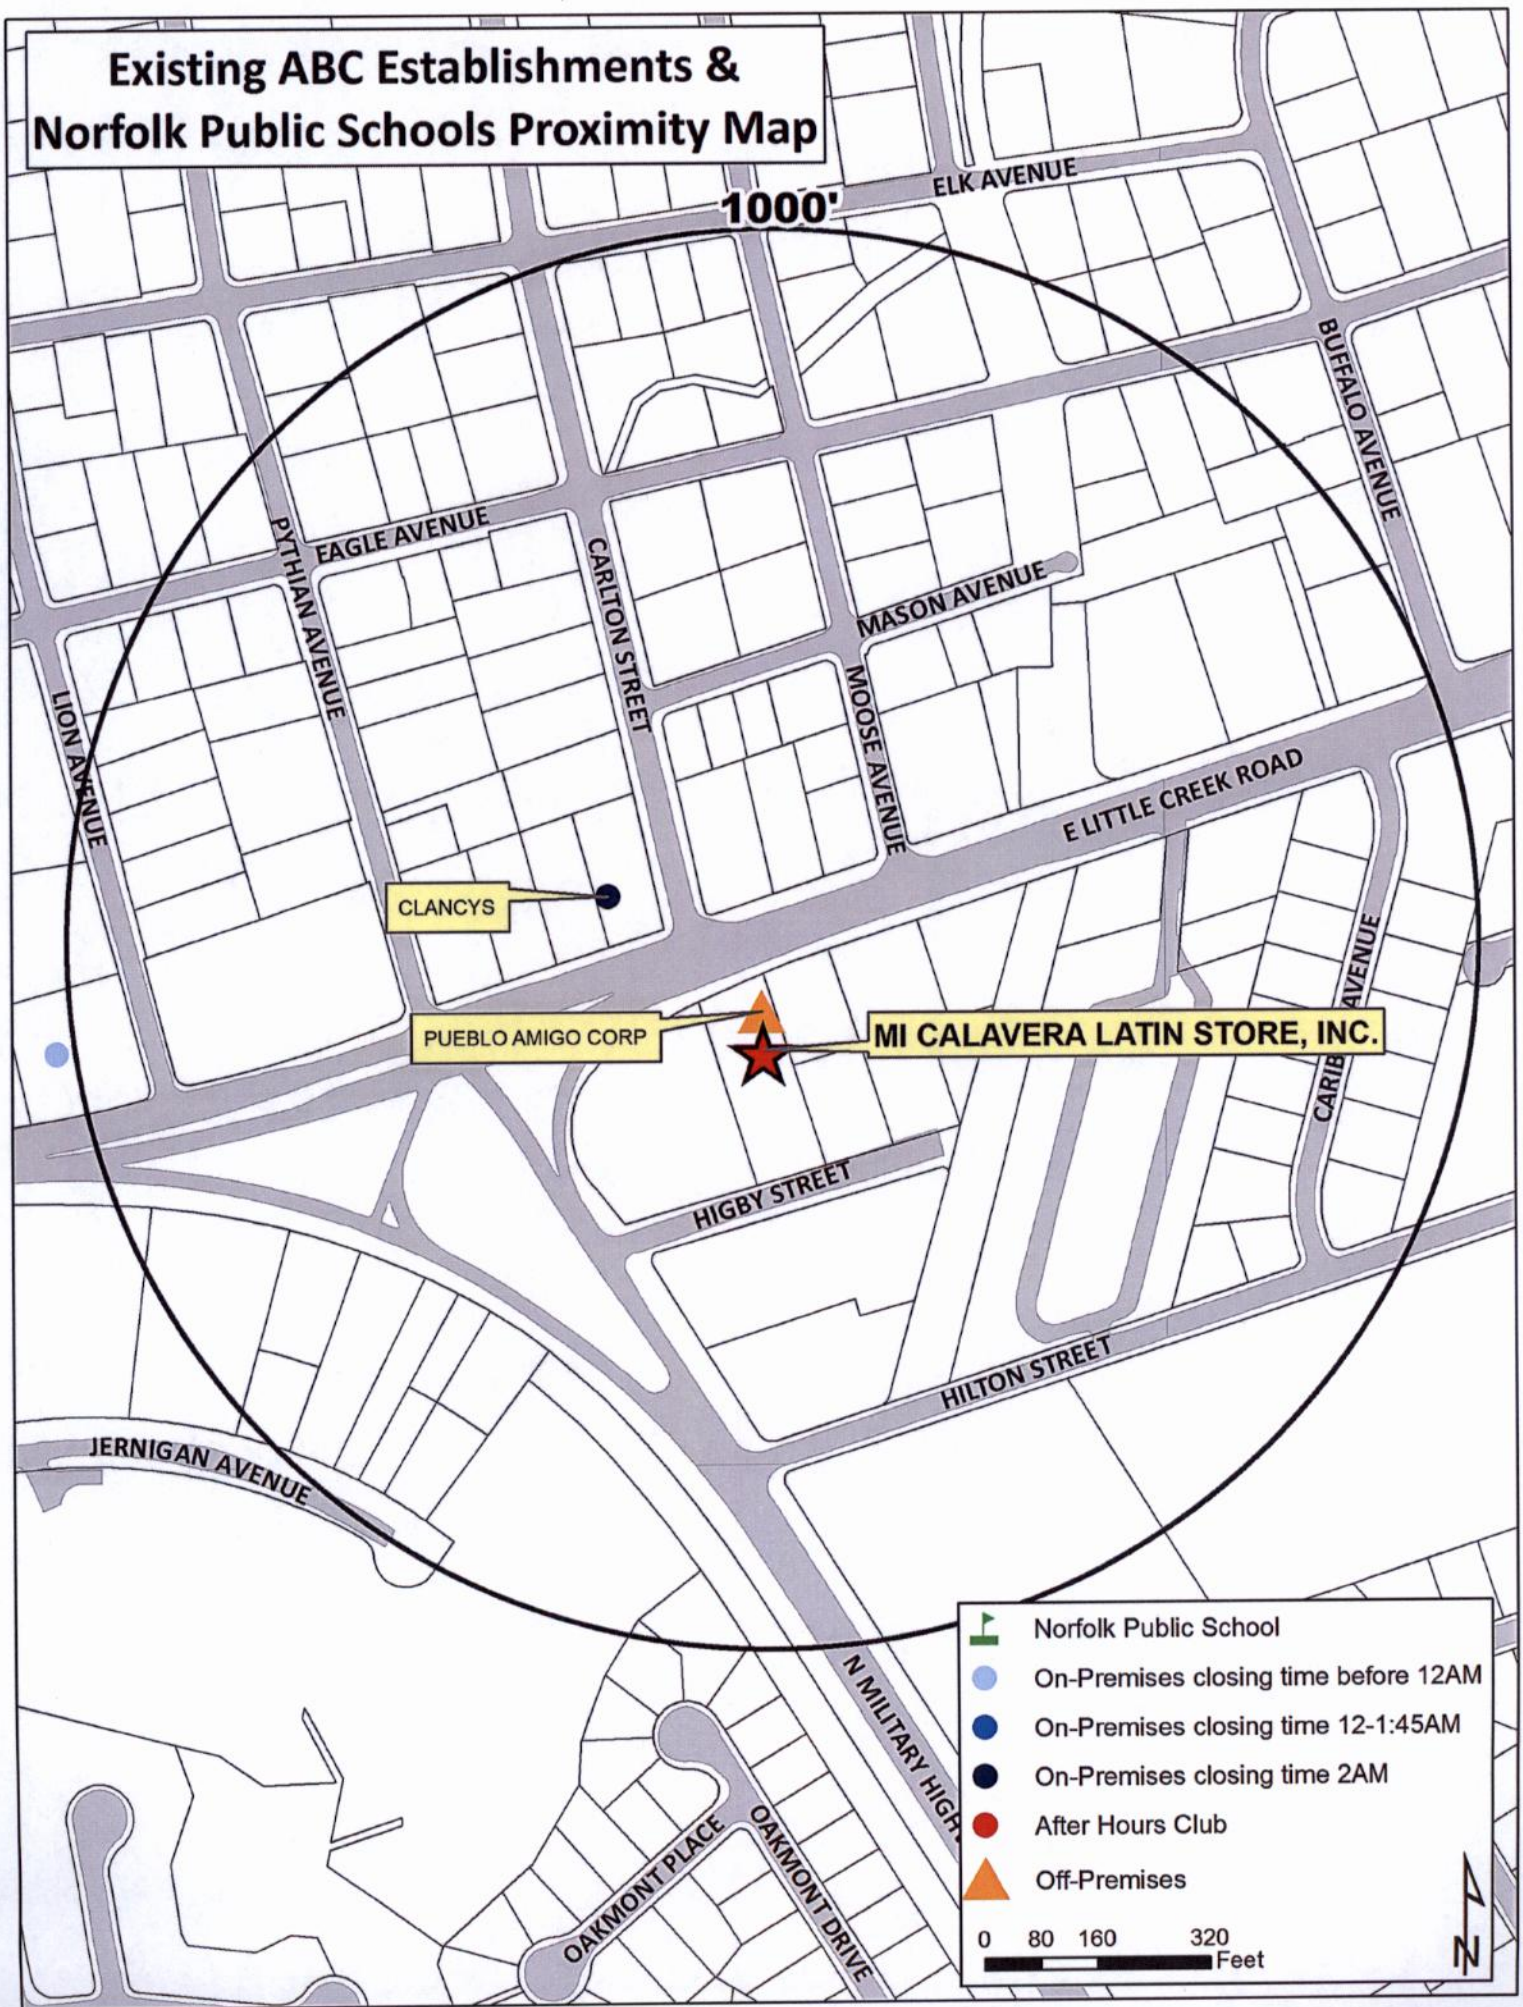 Existing ABC Establishments &
Norfolk Public Schools Proximity Map
1000'
ELK AVENUE
BUFFALO AVENUE
EAGLE AVENUE
PYTHIAN AVENUE
CARLTON STREET
MASON AVENUE
LION AVENUE
MOOSE AVENUE
E LITTLE CREEK ROAD
CLANCYS
PUEBLO AMIGO CORP
MI CALAVERA LATIN STORE, INC.
CARIB AVENUE
HIGBY STREET
HILTON STREET
JERNIGAN AVENUE
N MILITARY HIGH
OAKMONT PLACE
OAKMONT DRIVE
Norfolk Public School
On-Premises closing time before 12AM
On-Premises closing time 12-1:45AM
On-Premises closing time 2AM
After Hours Club
Off-Premises
0 80 160 320
Feet
N